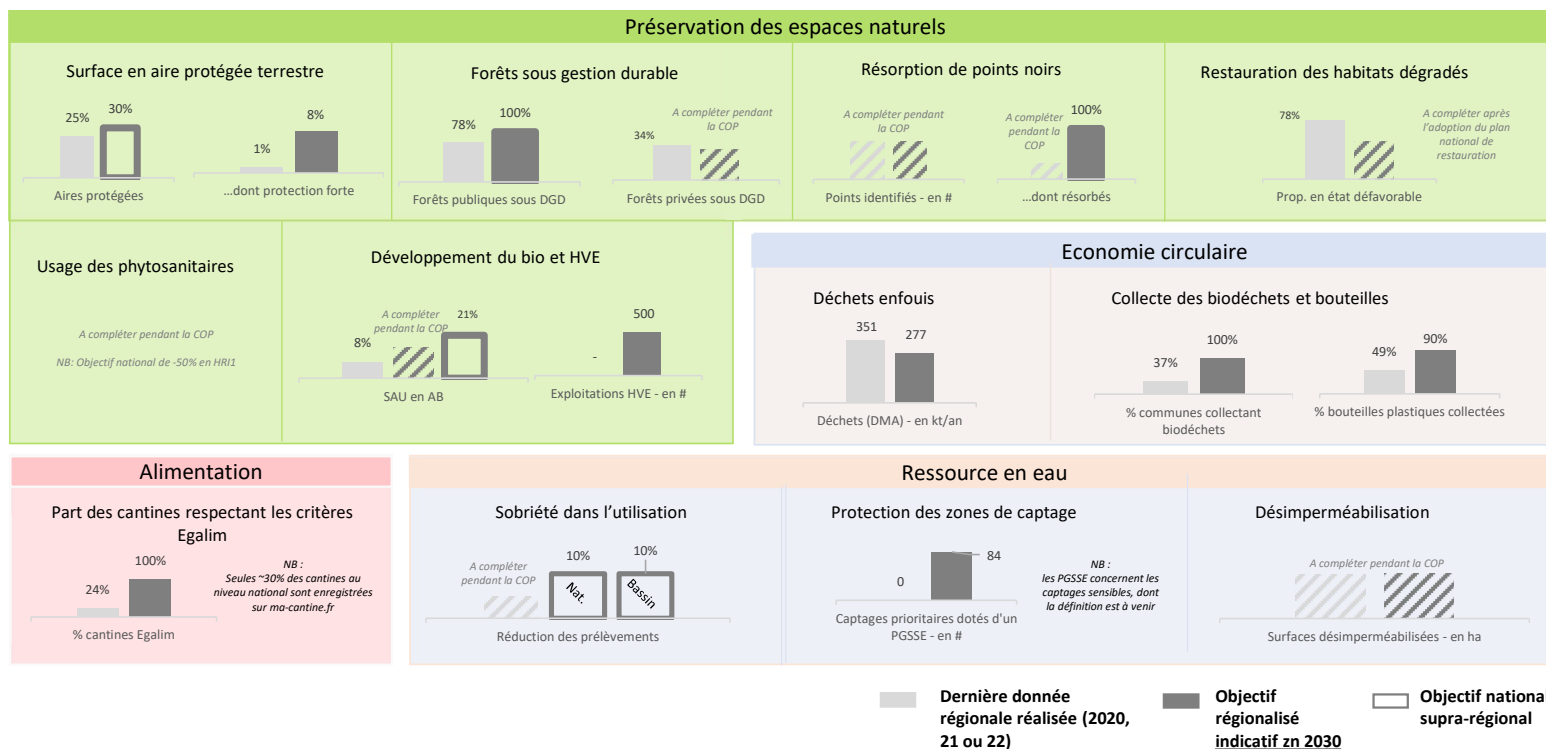 Préservation des espaces naturels
Surface en aire protégée terrestre
25%
30%
Aires protégées
1%
8%
...dont protection forte
Forêts sous gestion durable
78%
100%
Forêts publiques sous DGD
A compléter pendant
la COP
34%
Forêts privées sous DGD
Résorption de points noirs
A compléter pendant
la COP
Points identifiés - en #
A compléter
pendant la
COP
100%
...dont résorbés
Restauration des habitats dégradés
78%
A compléter après
l'adoption du plan
national de
restauration
Prop. en état défavorable
Usage des phytosanitaires
A compléter pendant la COP
NB: Objectif national de -50% en HRI1
Développement du bio et HVE
A compléter
pendant la COP
8%
21%
SAU en AB
-
500
Exploitations HVE - en #
Economie circulaire
Déchets enfouis
351
277
Déchets (DMA) - en kt/an
Collecte des biodéchets et bouteilles
37%
100%
% communes collectant
biodéchets
49%
90%
% bouteilles plastiques collectées
Alimentation
Part des cantines respectant les critères
Egalim
24%
100%
% cantines Egalim
NB :
Seules ~30% des cantines au
niveau national sont enregistrées
sur ma-cantine.fr
Ressource en eau
Sobriété dans l'utilisation
A compléter
pendant la COP
10%
10%
Nat.
Bassin
Réduction des prélèvements
Protection des zones de captage
0
84
Captages prioritaires dotés d'un
PGSSE - en #
NB :
les PGSSE concernent les
captages sensibles, dont
la définition est à venir
Désimperméabilisation
A compléter pendant la COP
Surfaces désimperméabilisées - en ha
Dernière donnée
régionale réalisée (2020,
21 ou 22)
Objectif
régionalisé
indicatif zn 2030
Objectif national
supra-régional